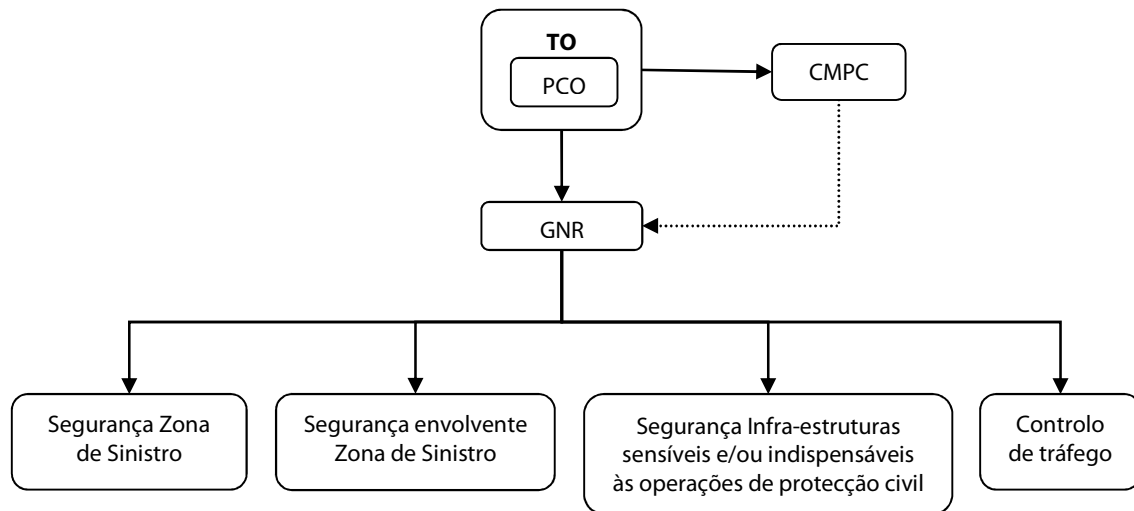 TO
PCO
CMPC
GNR
Segurança Zona
de Sinistro
Segurança envolvente
Zona de Sinistro
Segurança Infra-estruturas
sensíveis e/ou indispensáveis
às operações de protecção civil
Controlo
de tráfego